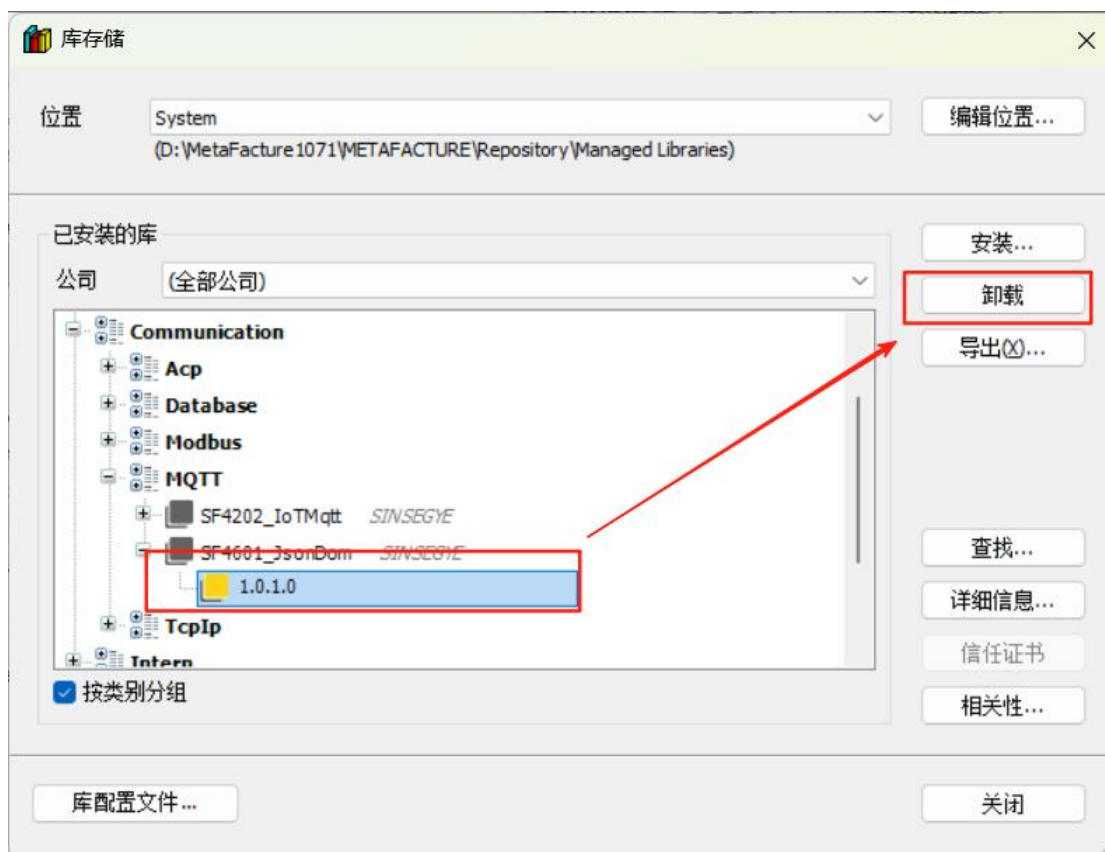 库存储
位置
System
编辑位置...
(D:\MetaFacture1071\METAFACTURE\Repository\Managed Libraries)
已安装的库
安装...
公司
(全部公司)
卸载
导出(X)...
Communication
Acp
Database
Modbus
MQTT
SF4202_IoTMqtt SINSEGYE
SF4601_JsonDom SINSEGYE
1.0.1.0
TcpIp
Intern
查找...
详细信息...
信任证书
相关性...
按类别分组
库配置文件...
关闭